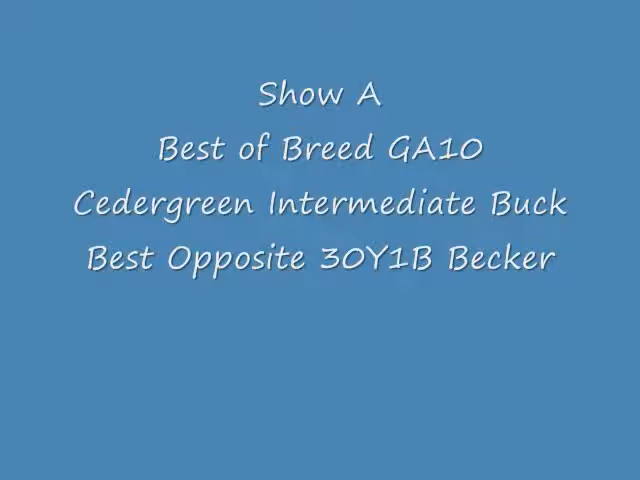 Show A
Best of Breed GA10
Cedergreen Intermediate Buck
Best Opposite 30Y1B Becker